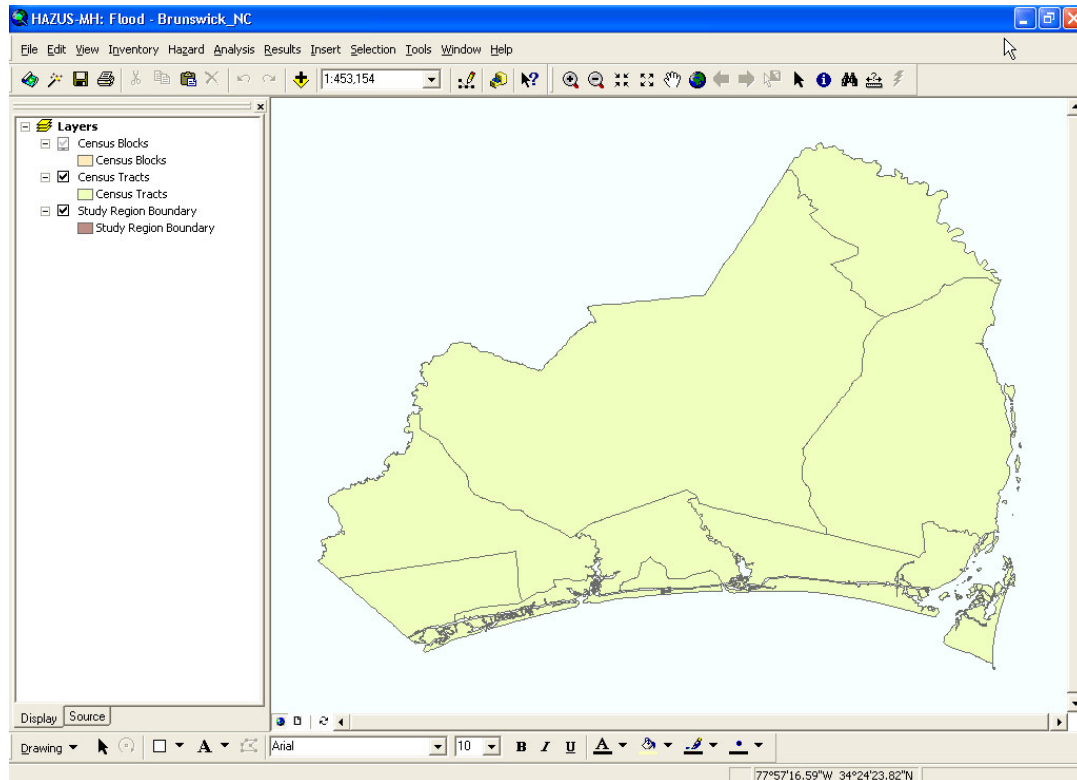 HAZUS-MH: Flood - Brunswick_NC
File Edit View Inventory Hazard Analysis Results Insert Selection Tools Window Help
1:453,154
Layers
Census Blocks
Census Blocks
Census Tracts
Census Tracts
Study Region Boundary
Study Region Boundary
Display Source
Drawing A Arial 10 B I U A
77°57'16.59"W 34°24'23.82"N